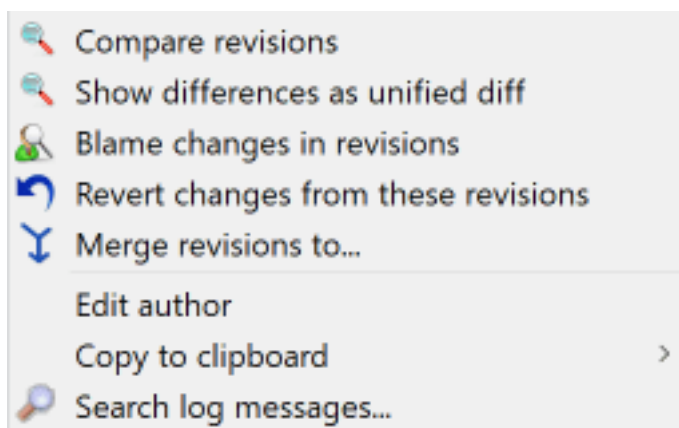 Compare revisions
Show differences as unified diff
Blame changes in revisions
Revert changes from these revisions
Merge revisions to...
Edit author
Copy to clipboard
Search log messages...